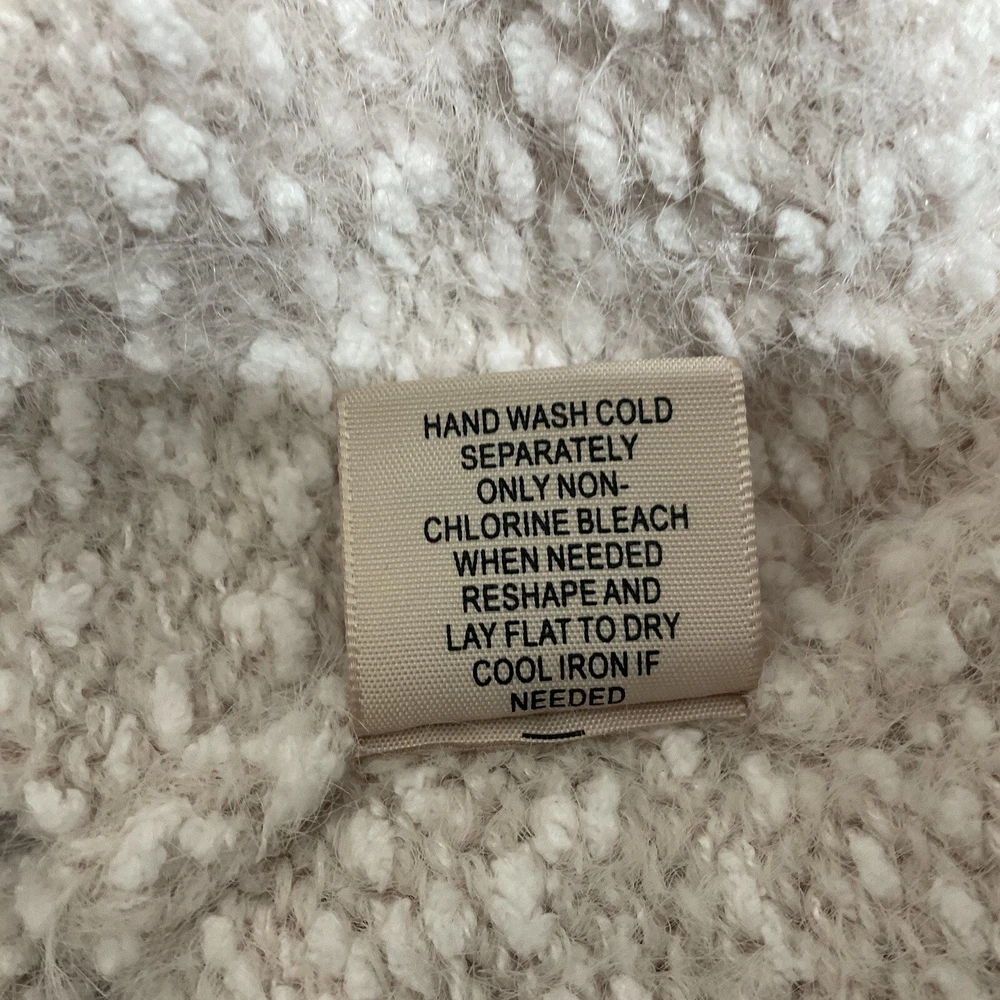 HAND WASH COLD
SEPARATELY
ONLY NON-
CHLORINE BLEACH
WHEN NEEDED
RESHAPE AND
LAY FLAT TO DRY
COOL IRON IF
NEEDED